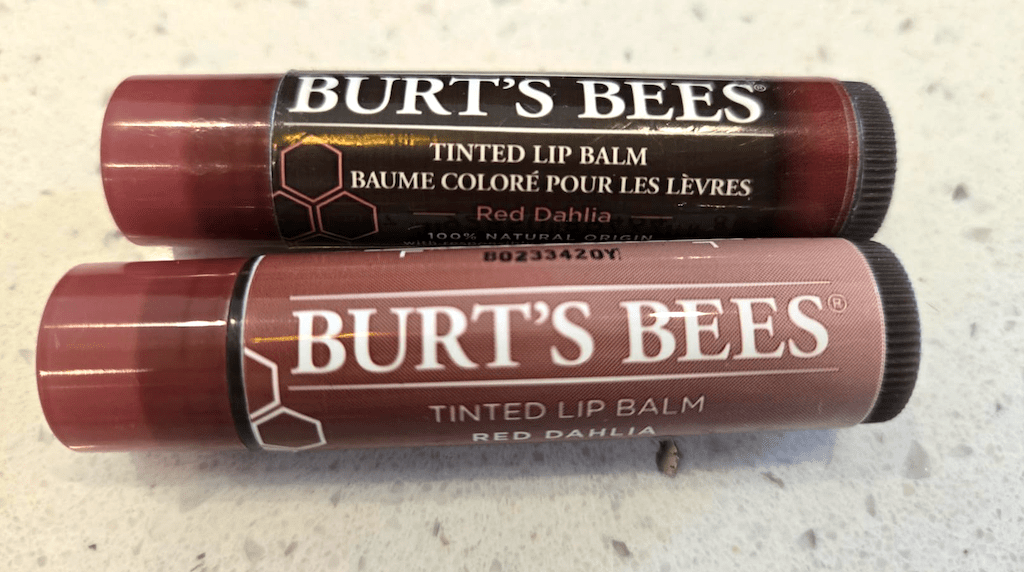 BURT'S BEES®
TINTED LIP BALM
BAUME COLORÉ POUR LES LÈVRES
Red Dahlia
100% NATURAL ORIGIN
B0233420Y
BURT'S BEES®
TINTED LIP BALM
RED DAHLIA